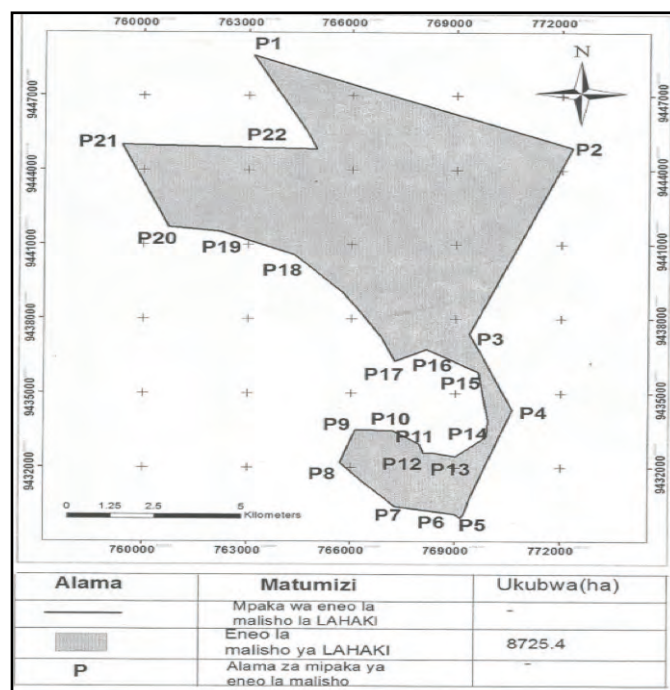 760000 763000 766000 769000 772000
P1
N
9447000 9447000
P21 P22 P2
9444000 9444000
9441000 9441000
P20 P19
P18
9438000 9438000
P3
P17 P16
P15
9435000 9435000
P4
P9 P10
P11 P14
P12 P13
9432000 9432000
P8
P7 P6 P5
0 1.25 2.5 5
Kilometers
760000 763000 766000 769000 772000
Alama Matumizi Ukubwa(ha)
Mpaka wa eneo la -
malisho la LAHAKI
Eneo la
malisho ya LAHAKI 8725.4
P Alama za mipaka ya -
eneo la malisho